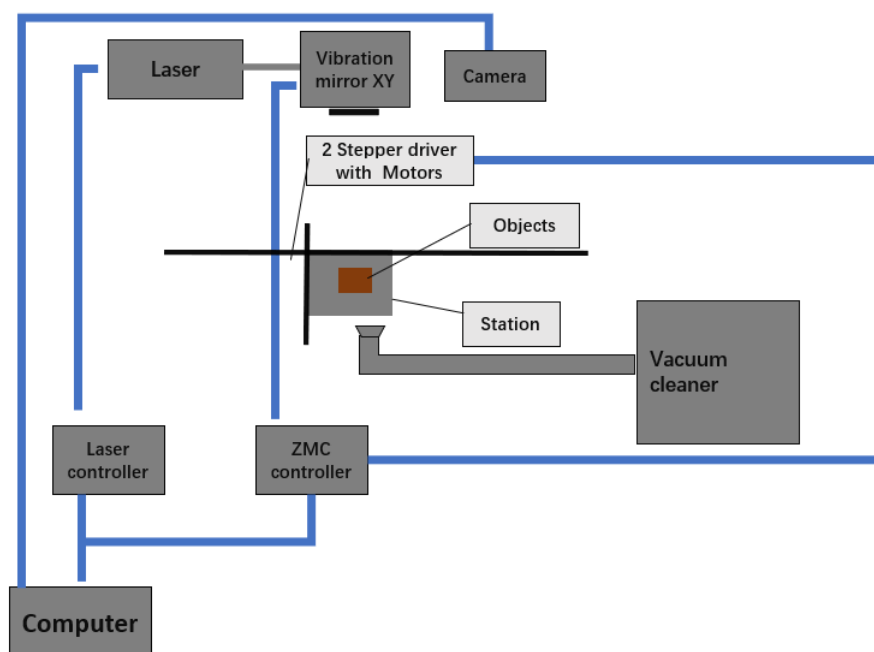 Laser
Vibration
mirror XY
Camera
2 Stepper driver
with Motors
Objects
Station
Vacuum
cleaner
Laser
controller
ZMC
controller
Computer